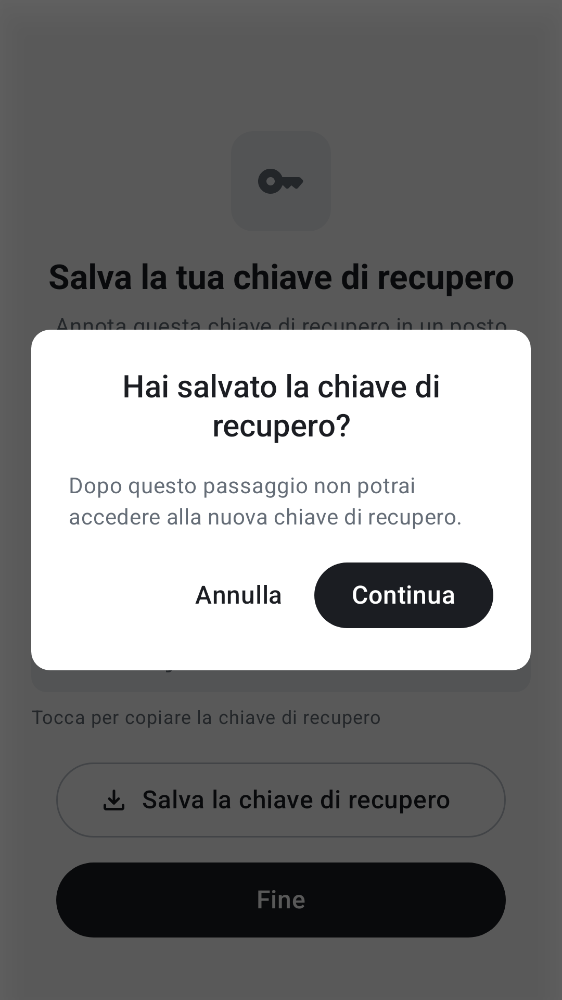 Salva la tua chiave di recupero
Annota questa chiave di recupero in un posto
Hai salvato la chiave di
recupero?
Dopo questo passaggio non potrai
accedere alla nuova chiave di recupero.
Annulla
Continua
Tocca per copiare la chiave di recupero
Salva la chiave di recupero
Fine